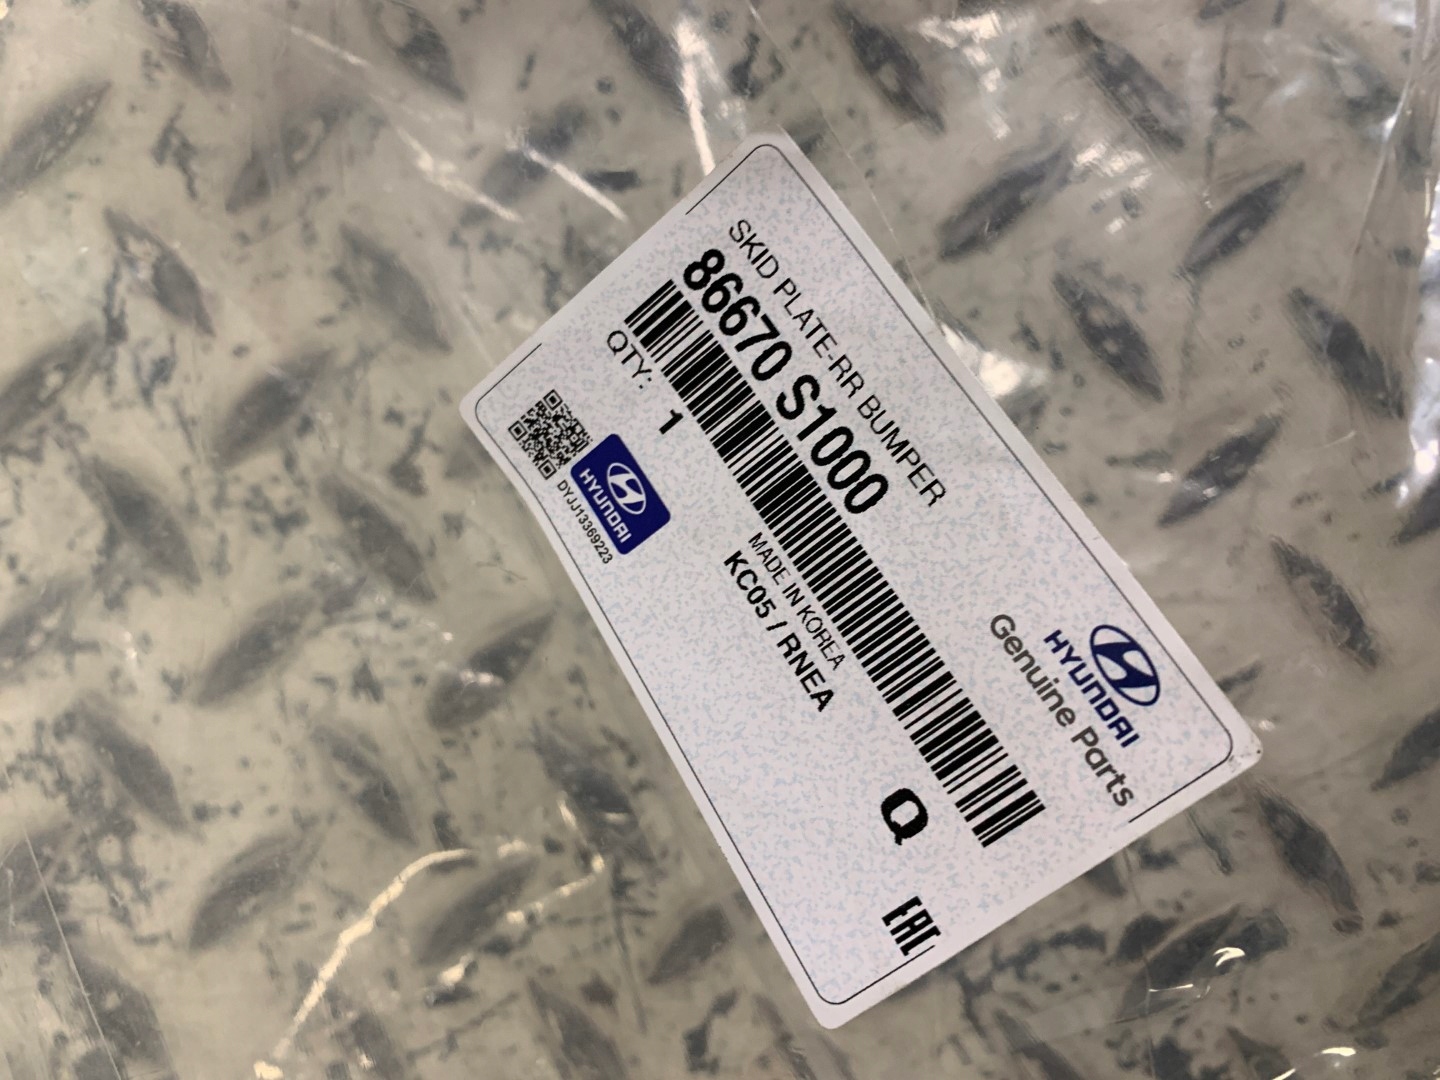 SKID PLATE-RR BUMPER
86670 S1000
QTY: 1
MADE IN KOREA
KC05 / RNEA
HYUNDAI
DYJJ13369223
HYUNDAI
Genuine Parts
Q
EAC